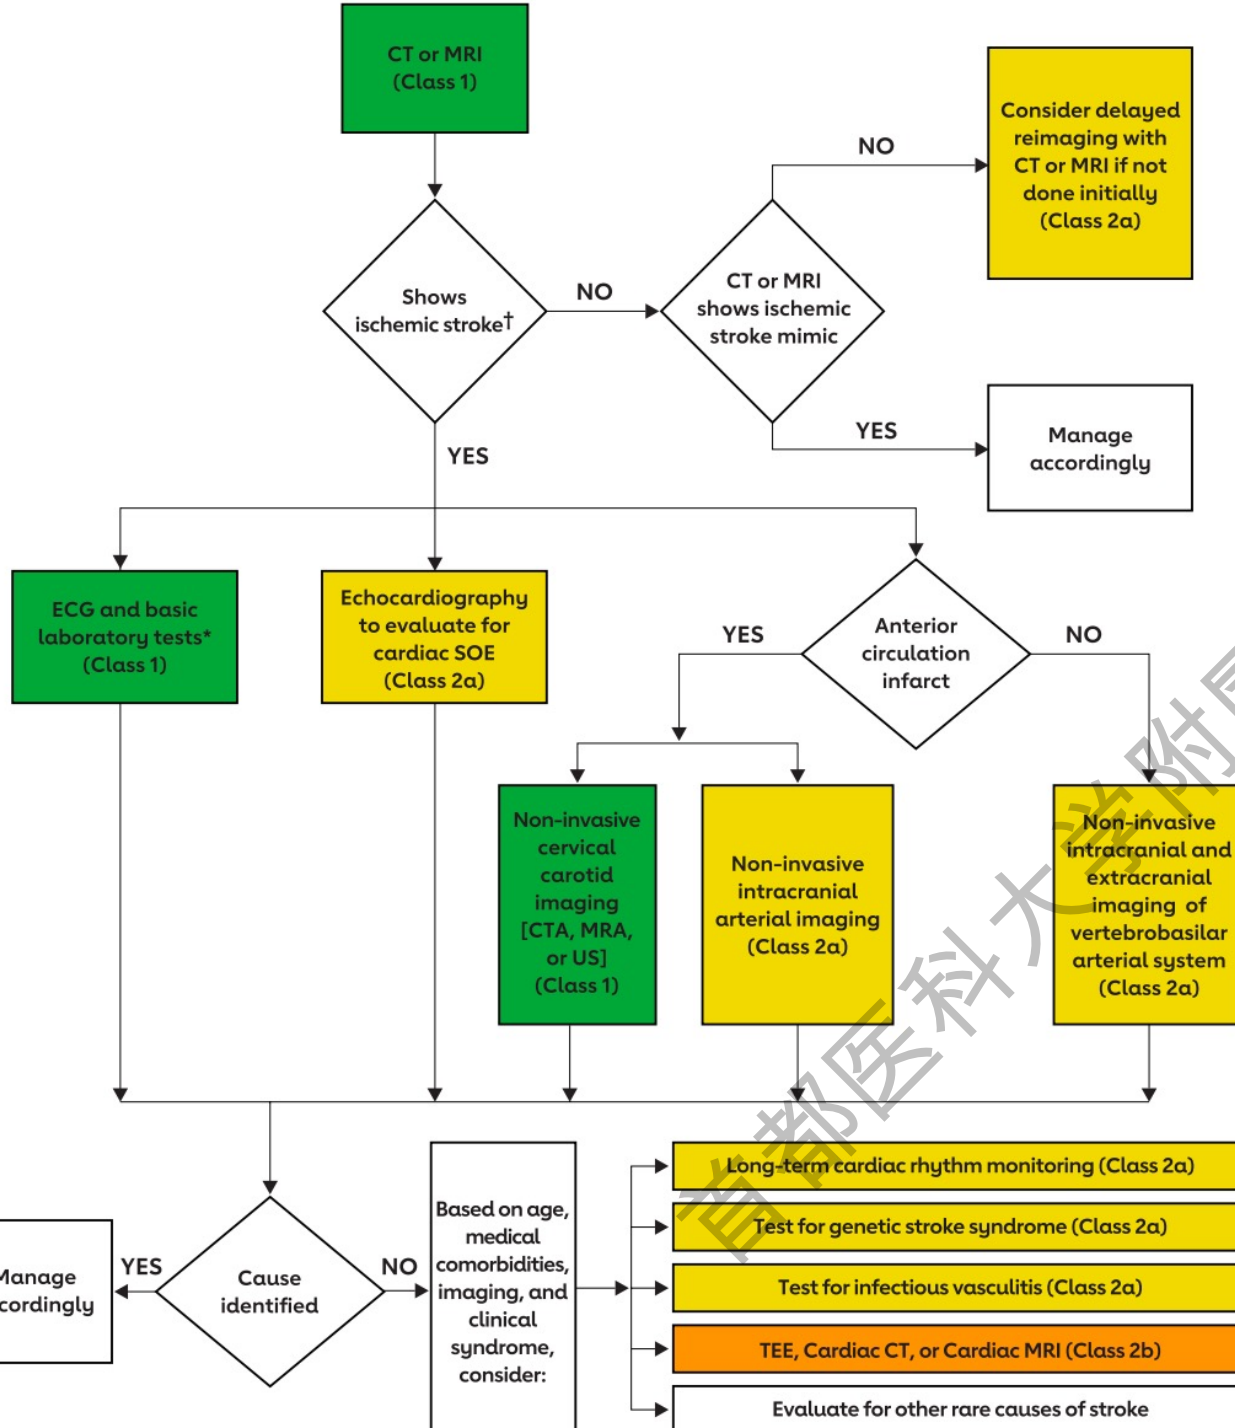 CT or MRI
(Class 1)
Consider delayed
reimaging with
CT or MRI if not
done initially
(Class 2a)
NO
Shows
ischemic stroke†
NO
CT or MRI
shows ischemic
stroke mimic
YES
Manage
accordingly
YES
ECG and basic
laboratory tests*
(Class 1)
Echocardiography
to evaluate for
cardiac SOE
(Class 2a)
YES
Anterior
circulation
infarct
NO
Non-invasive
cervical
carotid
imaging
[CTA, MRA,
or US]
(Class 1)
Non-invasive
intracranial
arterial imaging
(Class 2a)
Non-invasive
intracranial and
extracranial
imaging of
vertebrobasilar
arterial system
(Class 2a)
Manage
ccordingly
YES
Cause
identified
NO
Based on age,
medical
comorbidities,
imaging, and
clinical
syndrome,
consider:
Long-term cardiac rhythm monitoring (Class 2a)
Test for genetic stroke syndrome (Class 2a)
Test for infectious vasculitis (Class 2a)
TEE, Cardiac CT, or Cardiac MRI (Class 2b)
Evaluate for other rare causes of stroke
首都医科大学附